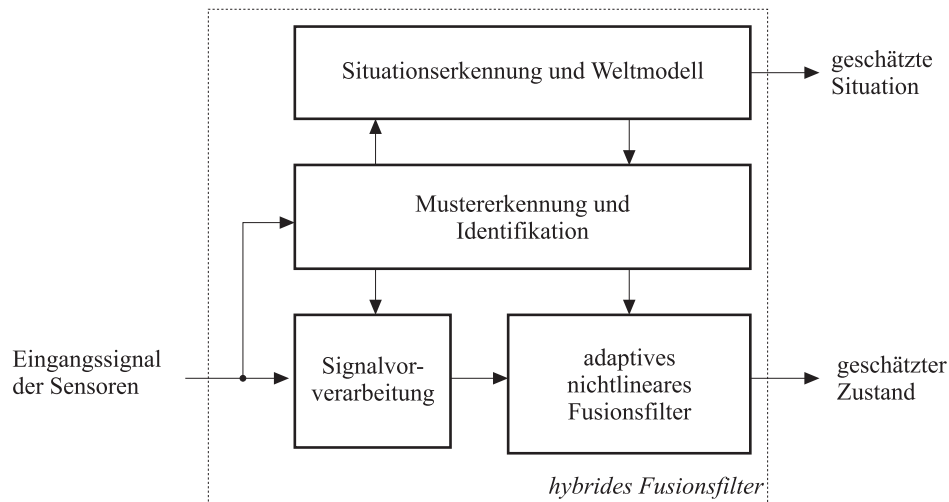 Situationserkennung und Weltmodell
geschätzte
Situation
Mustererkennung und
Identifikation
Eingangssignal
der Sensoren
Signalvor-
verarbeitung
adaptives
nichtlineares
Fusionsfilter
geschätzter
Zustand
hybrides Fusionsfilter